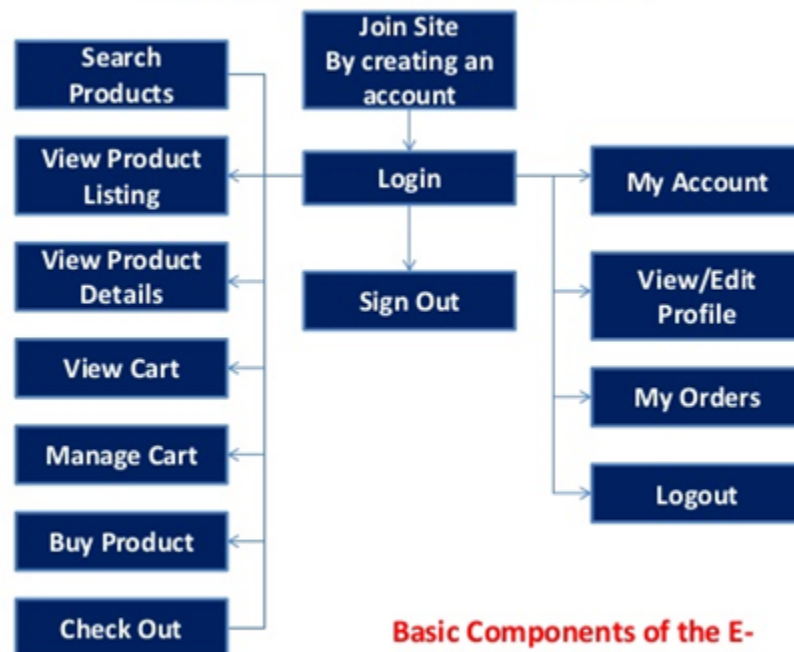 Join Site
By creating an
account
Search
Products
View Product
Listing
Login
My Account
View Product
Details
Sign Out
View/Edit
Profile
View Cart
My Orders
Manage Cart
Logout
Buy Product
Check Out
Basic Components of the E-